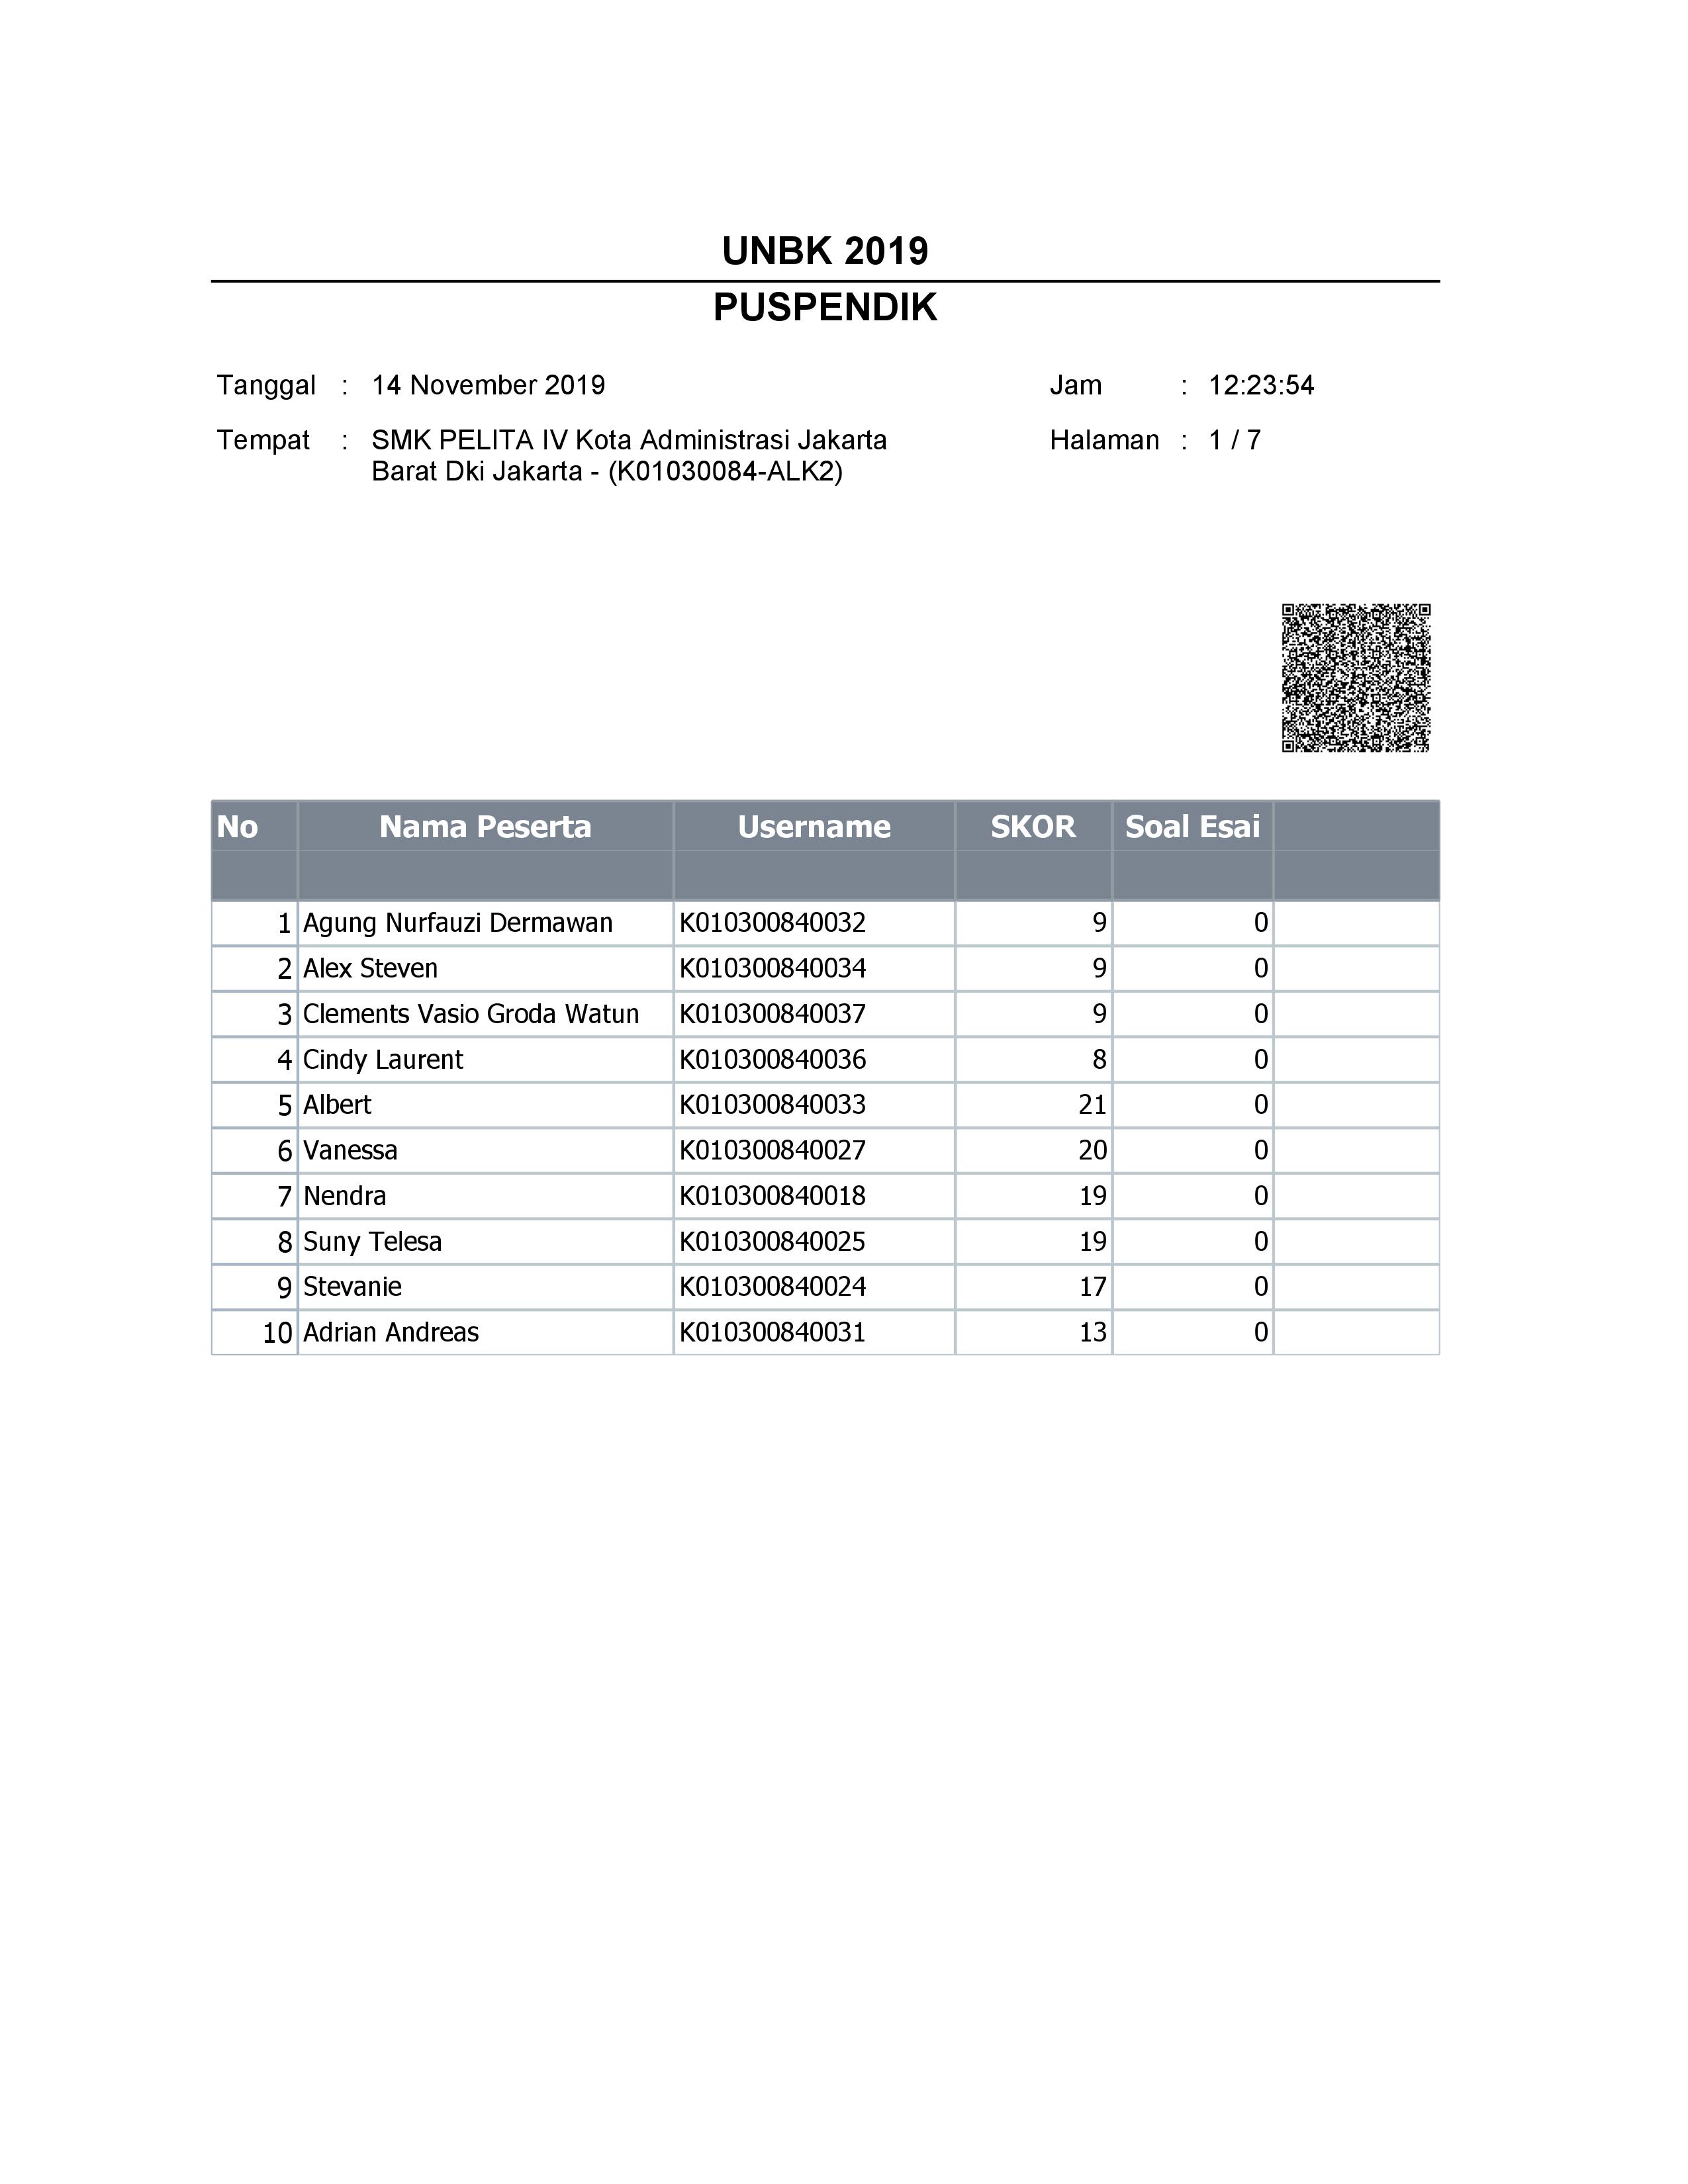 UNBK 2019
PUSPENDIK
Tanggal : 14 November 2019 Jam : 12:23:54
Tempat : SMK PELITA IV Kota Administrasi Jakarta Halaman : 1 / 7
Barat Dki Jakarta - (K01030084-ALK2)
No Nama Peserta Username SKOR Soal Esai
1 Agung Nurfauzi Dermawan K010300840032 9 0
2 Alex Steven K010300840034 9 0
3 Clements Vasio Groda Watun K010300840037 9 0
4 Cindy Laurent K010300840036 8 0
5 Albert K010300840033 21 0
6 Vanessa K010300840027 20 0
7 Nendra K010300840018 19 0
8 Suny Telesa K010300840025 19 0
9 Stevanie K010300840024 17 0
10 Adrian Andreas K010300840031 13 0